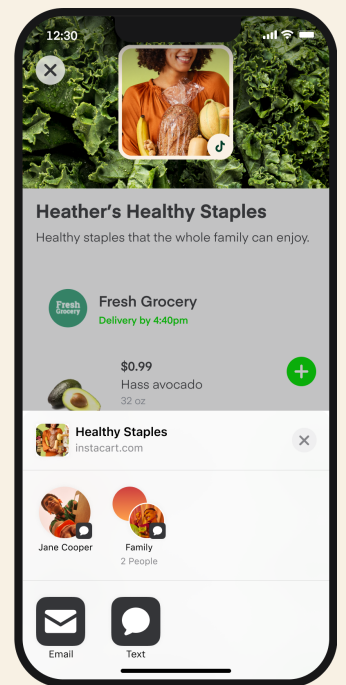 12:30
Heather's Healthy Staples
Healthy staples that the whole family can enjoy.
Fresh
Grocery
Fresh Grocery
Delivery by 4:40pm
$0.99
Hass avocado
32 oz
Healthy Staples
instacart.com
Jane Cooper
Family
2 People
Email
Text